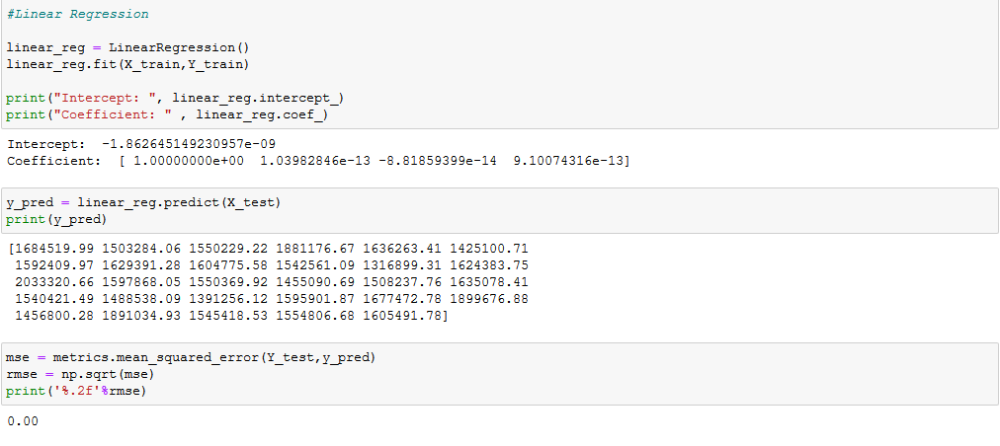 #Linear Regression
linear_reg = LinearRegression()
linear_reg.fit(X_train,Y_train)
print("Intercept: ", linear_reg.intercept_)
print("Coefficient: " , linear_reg.coef_)
Intercept:  -1.862645149230957e-09
Coefficient:  [ 1.00000000e+00  1.03982846e-13 -8.81859399e-14  9.10074316e-13]
y_pred = linear_reg.predict(X_test)
print(y_pred)
[1684519.99 1503284.06 1550229.22 1881176.67 1636263.41 1425100.71
 1592409.97 1629391.28 1604775.58 1542561.09 1316899.31 1624383.75
 2033320.66 1597868.05 1550369.92 1455090.69 1508237.76 1635078.41
 1540421.49 1488538.09 1391256.12 1595901.87 1677472.78 1899676.88
 1456800.28 1891034.93 1545418.53 1554806.68 1605491.78]
mse = metrics.mean_squared_error(Y_test,y_pred)
rmse = np.sqrt(mse)
print('%.2f'%rmse)
0.00